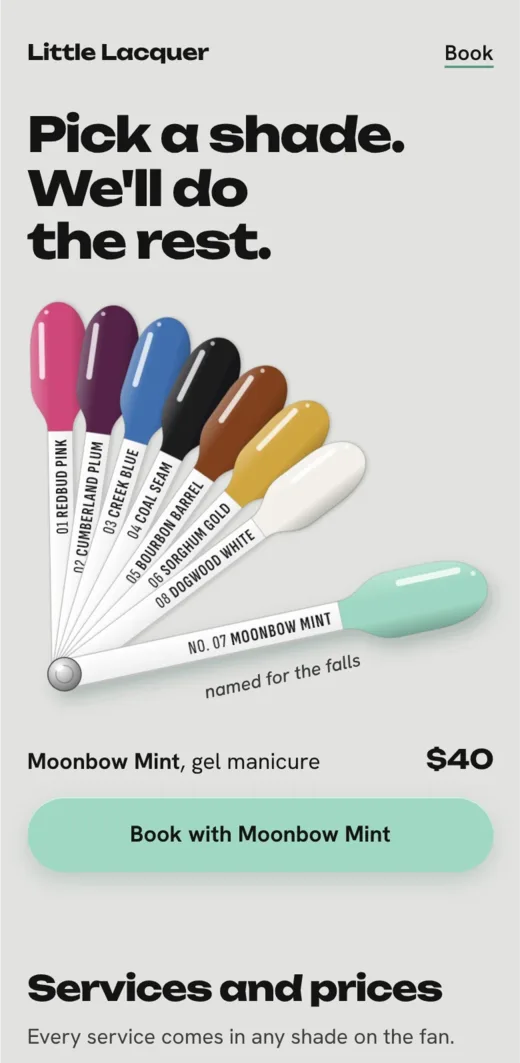 Little Lacquer
Book
Pick a shade.
We'll do
the rest.
01 REDBUD PINK
02 CUMBERLAND PLUM
03 CREEK BLUE
04 COAL SEAM
05 BOURBON BARREL
06 SORGHUM GOLD
08 DOGWOOD WHITE
NO. 07 MOONBOW MINT
named for the falls
Moonbow Mint, gel manicure
$40
Book with Moonbow Mint
Services and prices
Every service comes in any shade on the fan.